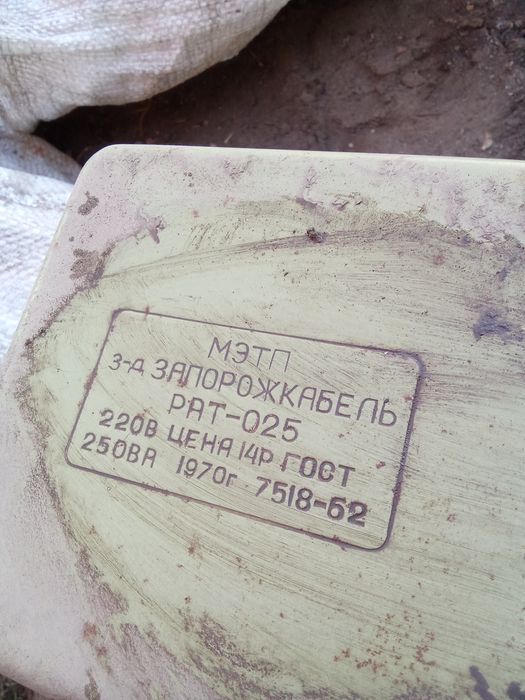 МЭТП
З-Д ЗАПОРОЖКАБЕЛЬ
РАТ-025
220В ЦЕНА 14Р ГОСТ
250ВА 1970г 7518-62